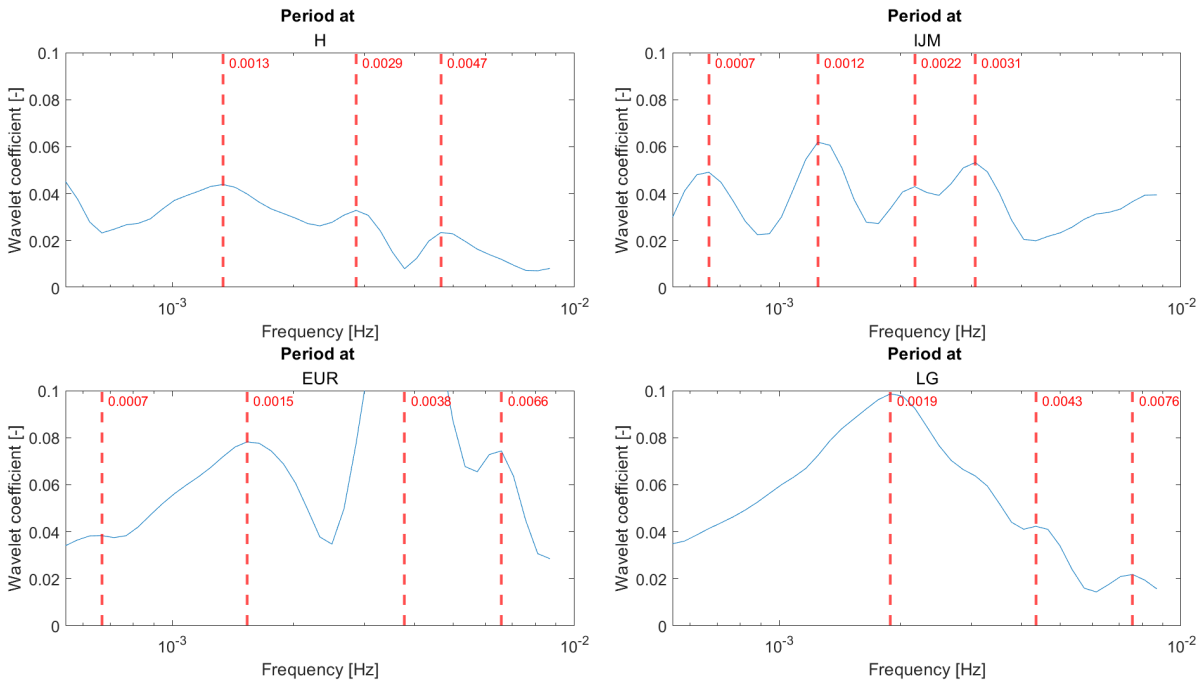 Period at
H
0.0013
0.0029
0.0047
0.1
0.08
0.06
0.04
0.02
0
Wavelet coefficient [-]
10-3
10-2
Frequency [Hz]
Period at
IJM
0.0007
0.0012
0.0022
0.0031
0.1
0.08
0.06
0.04
0.02
0
Wavelet coefficient [-]
10-3
10-2
Frequency [Hz]
Period at
EUR
0.0007
0.0015
0.0038
0.0066
0.1
0.08
0.06
0.04
0.02
0
Wavelet coefficient [-]
10-3
10-2
Frequency [Hz]
Period at
LG
0.0019
0.0043
0.0076
0.1
0.08
0.06
0.04
0.02
0
Wavelet coefficient [-]
10-3
10-2
Frequency [Hz]